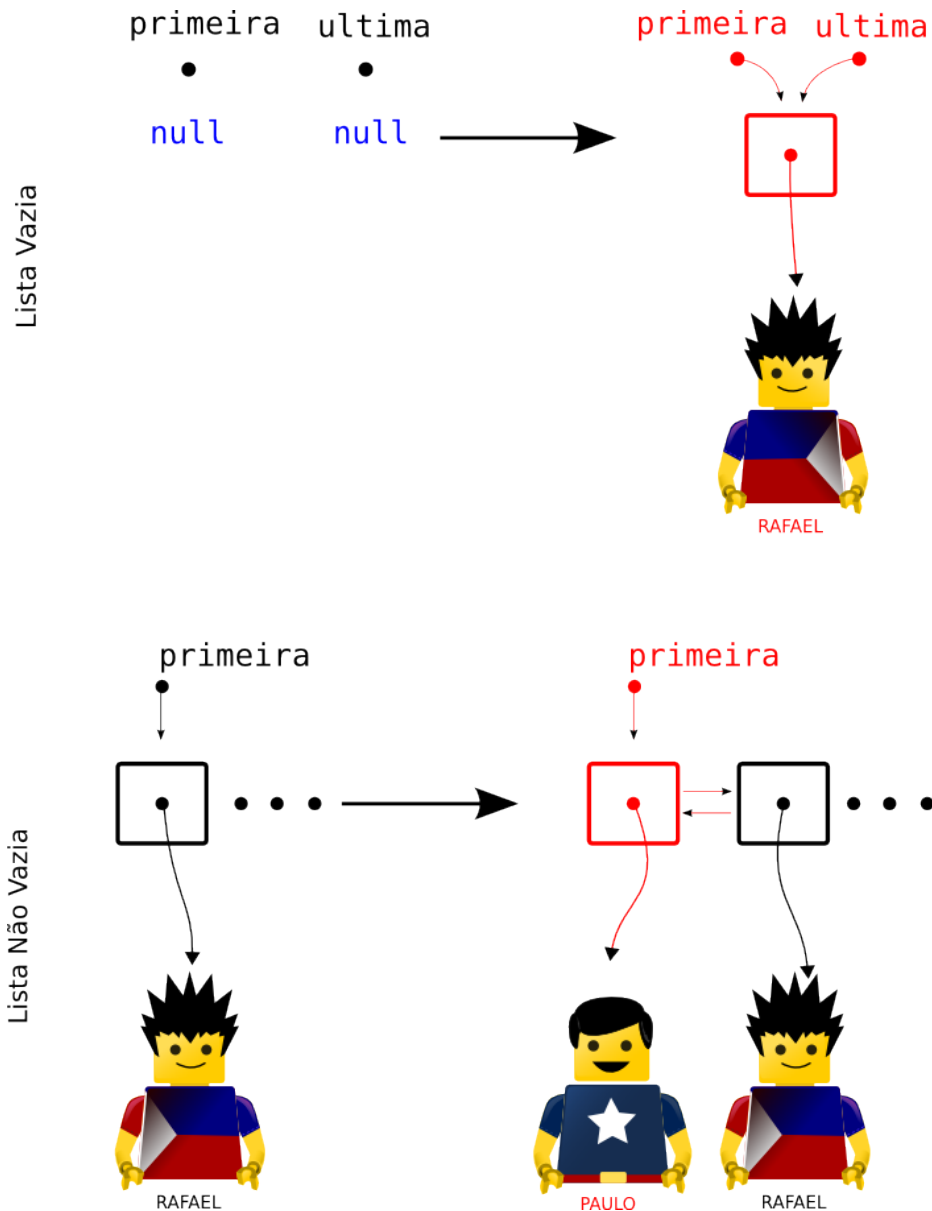 primeira ultima
primeira ultima
null null
Lista Vazia
RAFAEL
primeira
primeira
Lista Não Vazia
RAFAEL
PAULO
RAFAEL